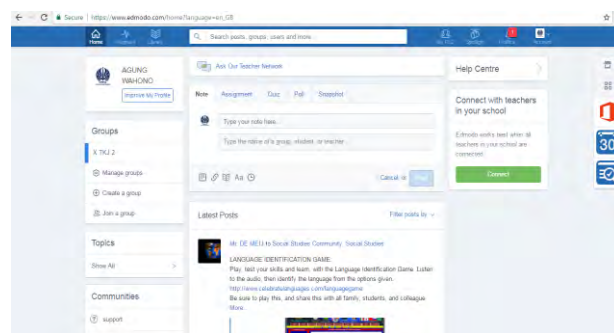 Secure | https://www.edmodo.com/home?language=en_GB
Home
Library
Search posts, groups, users and more
Ask Our Teacher Network
Help Centre
AGUNG
WAHONO
Improve My Profile
Note Assignment Quiz Poll Snapshot
Connect with teachers
in your school
Type your note here...
Groups
Edmodo works best when all
teachers in your school are
connected.
X TKJ 2
Type the name of a group, student, or teacher...
30
Manage groups
Aa
Cancel or
Connect
Create a group
Join a group
Latest Posts
Filter posts by
Topics
Mr. DE MEU to Social Studies Community Social Studies
Show All
LANGUAGE IDENTIFICATION GAME:
Play, test your skills and learn, with the Language Identification Game. Listen
to the audio, then identify the language from the options given.
http://www.celebratelanguages.com/languagegame
Communities
Be sure to play this, and share this with all family, students, and colleague
More...
support